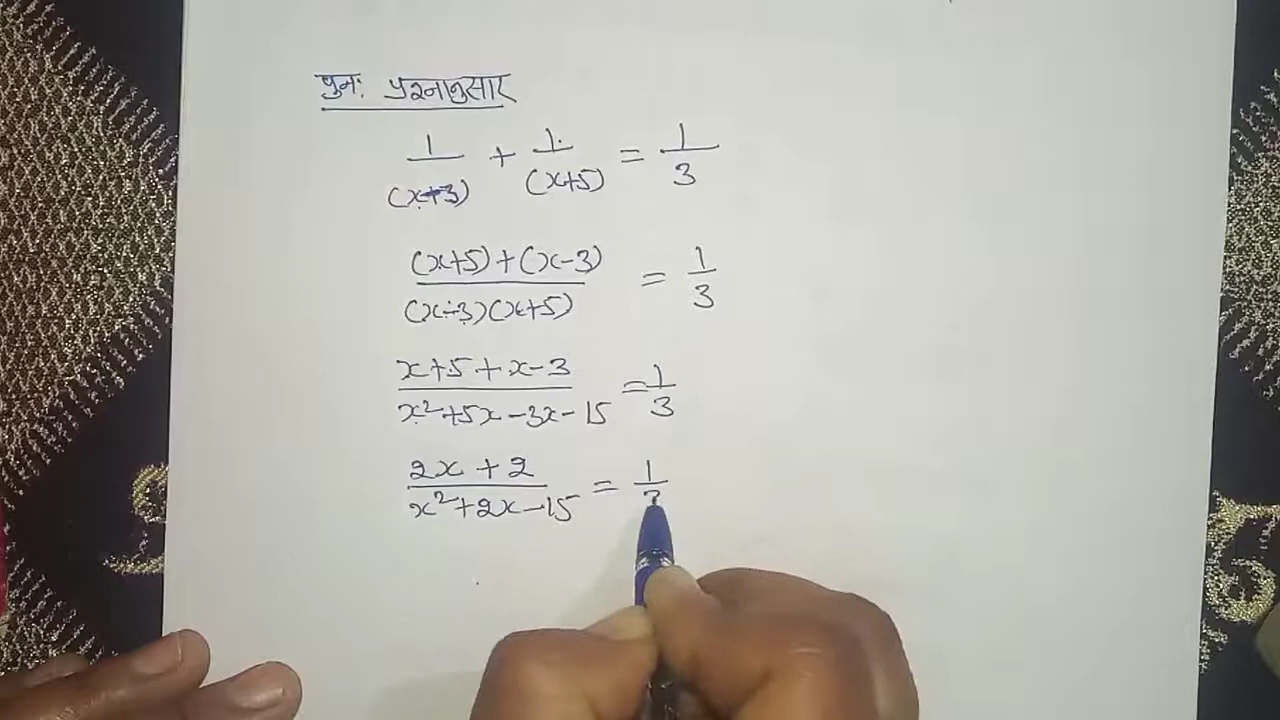 पुनः प्रश्नानुसार
1/(x-3) + 1/(x+5) = 1/3
(x+5)+(x-3)/(x-3)(x+5) = 1/3
x+5+x-3/x²+5x-3x-15 = 1/3
2x+2/x²+2x-15 = 1/3